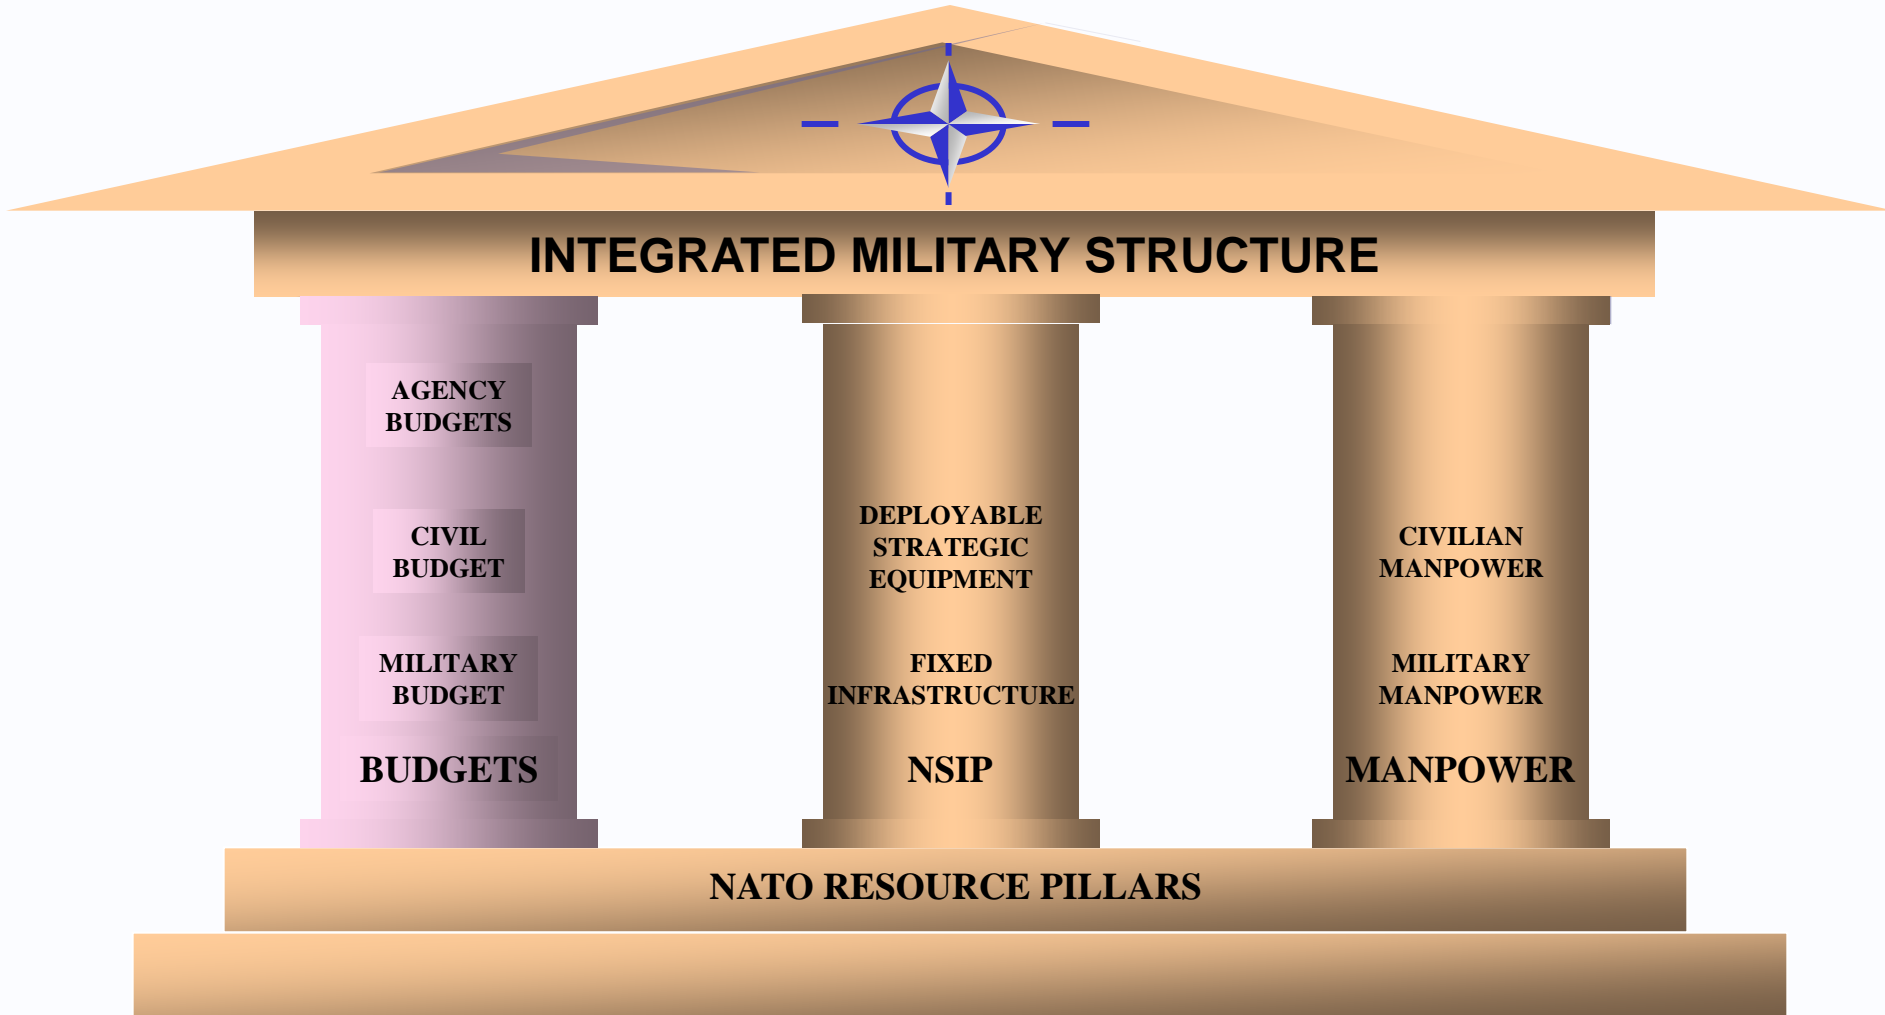 INTEGRATED MILITARY STRUCTURE
AGENCY
BUDGETS
CIVIL
BUDGET
MILITARY
BUDGET
BUDGETS
DEPLOYABLE
STRATEGIC
EQUIPMENT
FIXED
INFRASTRUCTURE
NSIP
CIVILIAN
MANPOWER
MILITARY
MANPOWER
MANPOWER
NATO RESOURCE PILLARS